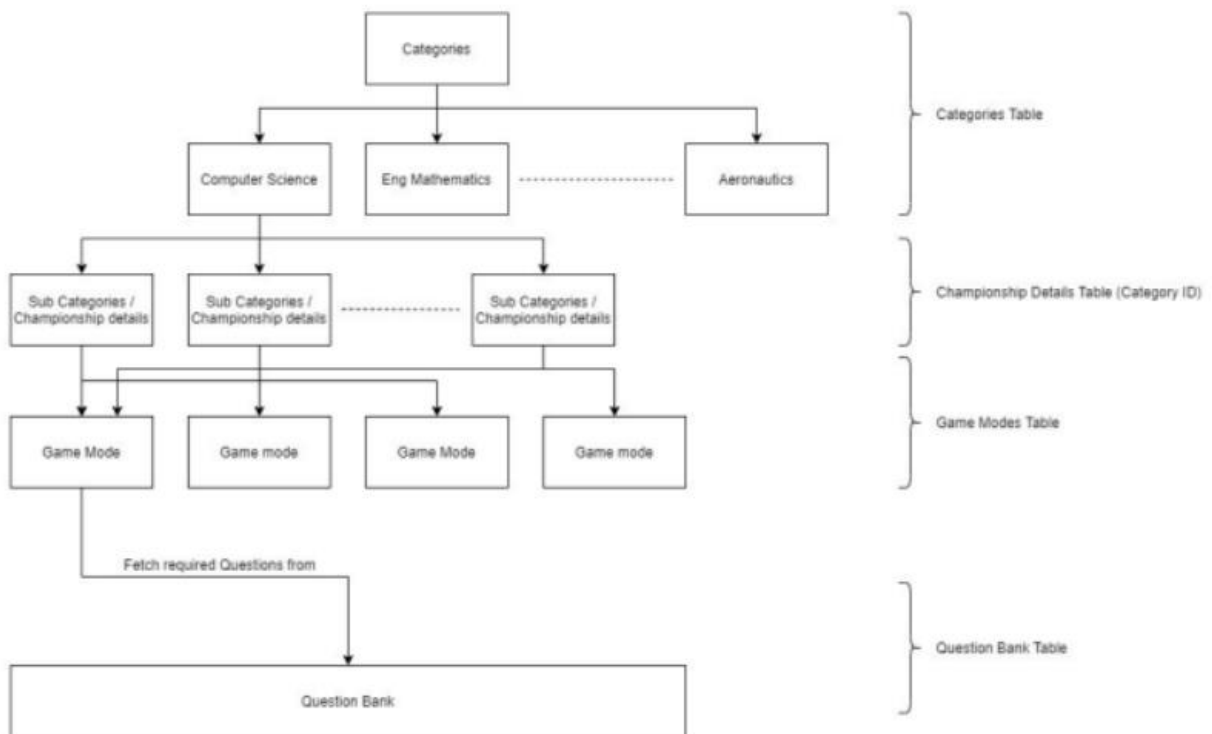 Categories
Categories Table
Computer Science
Eng Mathematics
Aeronautics
Sub Categories /
Championship details
Sub Categories /
Championship details
Sub Categories /
Championship details
Championship Details Table (Category ID)
Game Mode
Game mode
Game Mode
Game mode
Game Modes Table
Fetch required Questions from
Question Bank Table
Question Bank